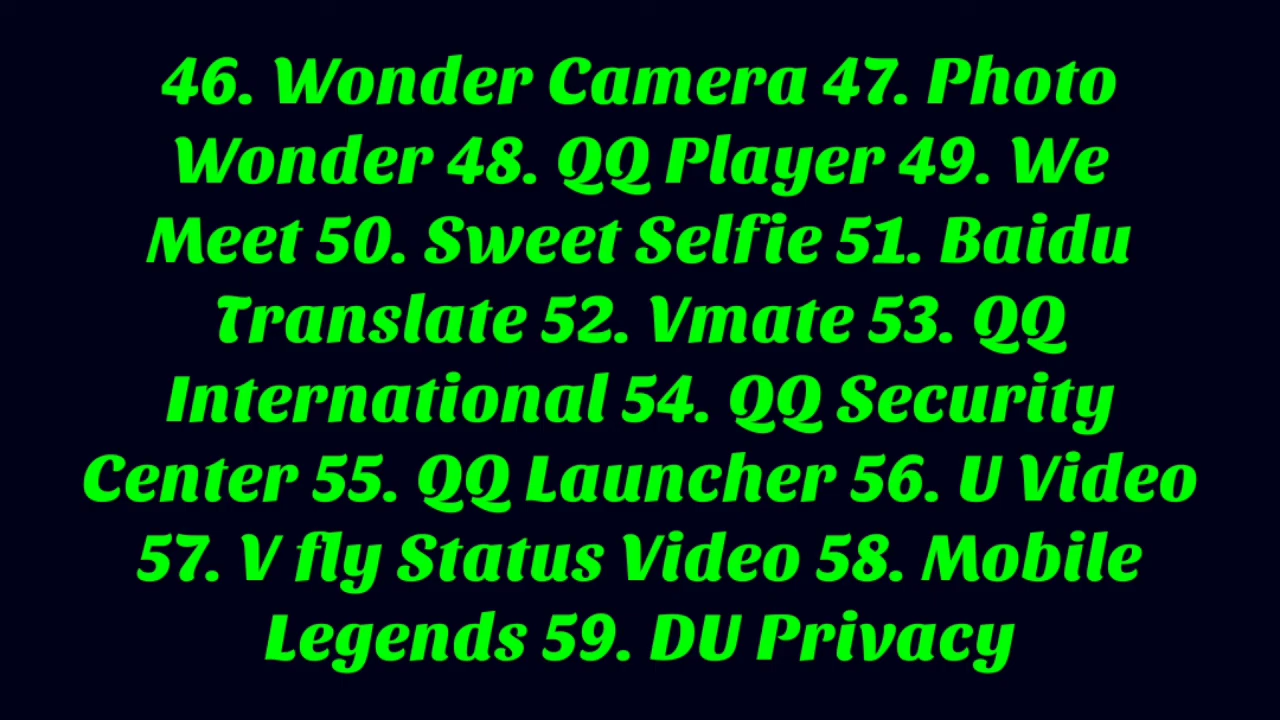 46. Wonder Camera 47. Photo
Wonder 48. QQ Player 49. We
Meet 50. Sweet Selfie 51. Baidu
Translate 52. Vmate 53. QQ
International 54. QQ Security
Center 55. QQ Launcher 56. U Video
57. V fly Status Video 58. Mobile
Legends 59. DU Privacy